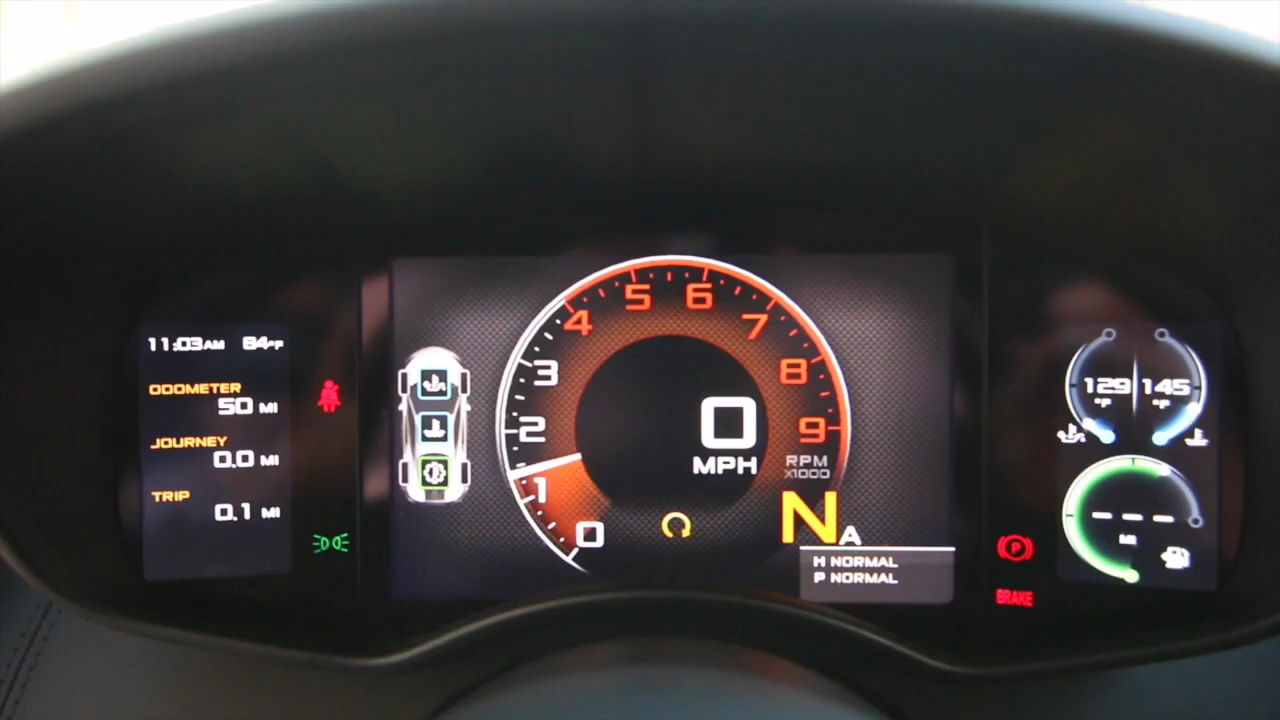 11:03AM 84°F
ODOMETER
50 MI
JOURNEY
0.0 MI
TRIP
0.1 MI
0
1
2
3
4
5
6
7
8
9
RPM
x1000
0
MPH
N A
H NORMAL
P NORMAL
P
BRAKE
129 °F
145 °F
--- MI